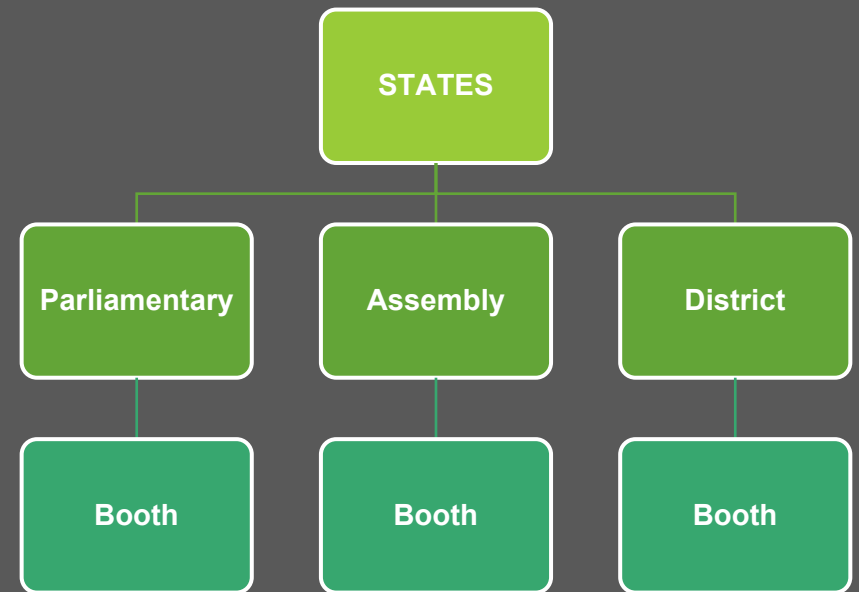 STATES
Parliamentary
Assembly
District
Booth
Booth
Booth